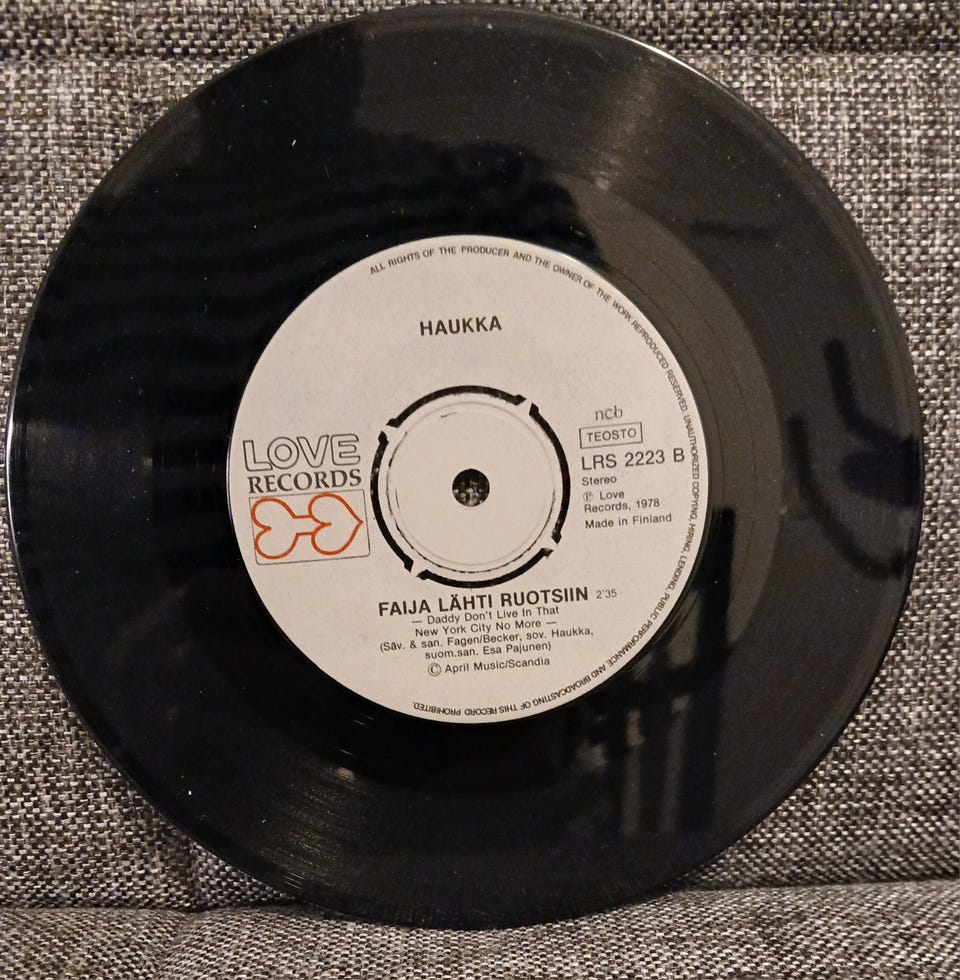 ALL RIGHTS OF THE PRODUCER AND THE OWNER OF THE WORK REPRODUCED RESERVED. UNAUTHORIZED COPYING, HIRING, LENDING, PUBLIC PERFORMANCE AND BROADCASTING OF THIS RECORD PROHIBITED.
HAUKKA
LOVE
RECORDS
ncb
TEOSTO
LRS 2223 B
Stereo
Ⓟ Love
Records, 1978
Made in Finland
FAIJA LÄHTI RUOTSIIN 2'35
— Daddy Don't Live In That
New York City No More —
(Säv. & san. Fagen/Becker, sov. Haukka,
suom.san. Esa Pajunen)
© April Music/Scandia